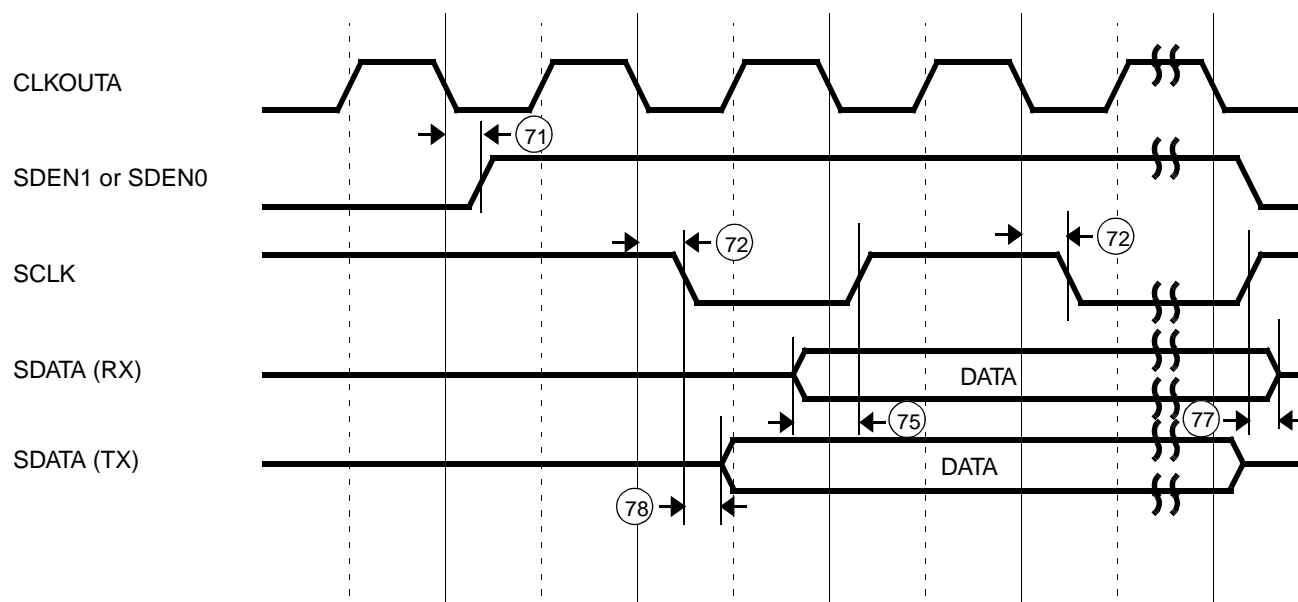 CLKOUTA
71
SDEN1 or SDEN0
72
72
SCLK
SDATA (RX)
DATA
75
77
SDATA (TX)
DATA
78